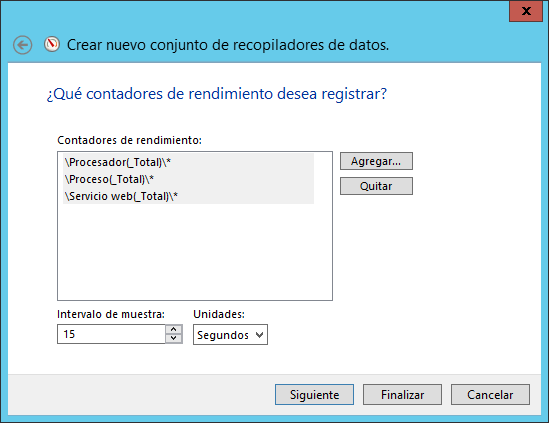 x
Crear nuevo conjunto de recopiladores de datos.
¿Qué contadores de rendimiento desea registrar?
Contadores de rendimiento:
\Procesador(_Total)\*
\Proceso(_Total)\*
\Servicio web(_Total)\*
Agregar...
Quitar
Intervalo de muestra:
Unidades:
15
Segundos
Siguiente
Finalizar
Cancelar